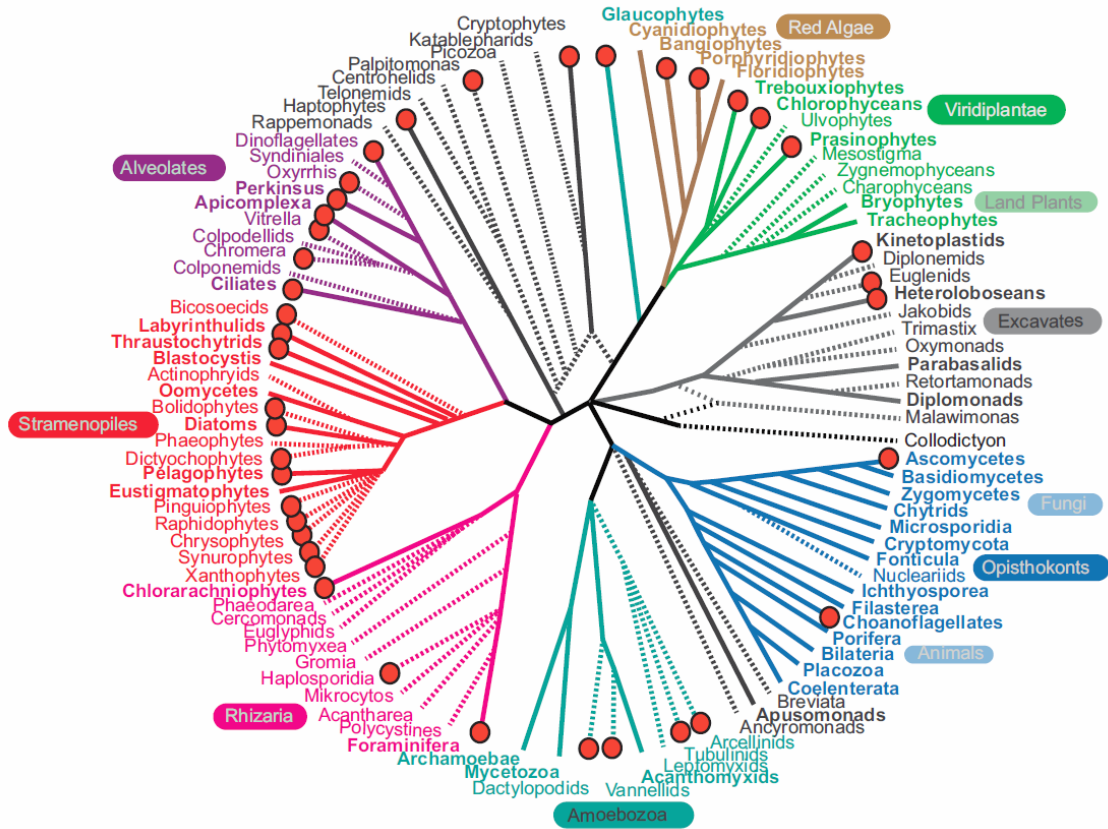 Glaucophytes
Cyanidiophytes
Bangiophytes
Porphyridiophytes
Floridiophytes
Red Algae
Trebouxiophytes
Chlorophyceans
Ulvophytes
Viridiplantae
Prasinophytes
Mesostigma
Zygnemophyceans
Charophyceans
Bryophytes
Land Plants
Tracheophytes
Kinetoplastids
Diplonemids
Euglenids
Heteroloboseans
Jakobids
Excavates
Trimastix
Oxymonads
Parabasalids
Retortamonads
Diplomonads
Malawimonas
Collodictyon
Ascomycetes
Basidiomycetes
Zygomycetes
Fungi
Chytrids
Microsporidia
Cryptomycota
Fonticula
Opisthokonts
Nucleariids
Ichthyosporea
Filasterea
Choanoflagellates
Porifera
Bilateria
Animals
Placozoa
Coelenterata
Breviata
Apusomonads
Ancyromonads
Arcellinids
Tubulinids
Leptomyxids
Acanthomyxids
Vannellids
Amoebozoa
Dactylopodids
Mycetozoa
Archamoebae
Foraminifera
Polycystines
Acantharea
Rhizaria
Mikrocytos
Haplosporidia
Gromia
Phytomyxea
Euglyphids
Cercomonads
Phaeodarea
Chlorarachniophytes
Xanthophytes
Synurophytes
Chrysophytes
Raphidophytes
Pinguiophytes
Eustigmatophytes
Pelagophytes
Dictyochophytes
Phaeophytes
Stramenopiles
Diatoms
Bolidophytes
Oomycetes
Actinophryids
Blastocystis
Thraustochytrids
Labyrinthulids
Bicosoecids
Ciliates
Colponemids
Chromera
Colpodellids
Vitrella
Apicomplexa
Perkinsus
Alveolates
Oxyrrhis
Syndiniales
Dinoflagellates
Rappemonads
Haptophytes
Telonemids
Centrohelids
Palpitomonas
Picozoa
Katablepharids
Cryptophytes